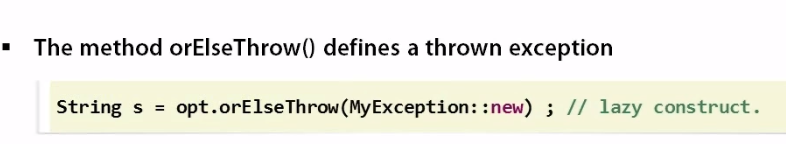 ▪ The method orElseThrow() defines a thrown exception
String s = opt.orElseThrow(MyException::new) ; // lazy construct.